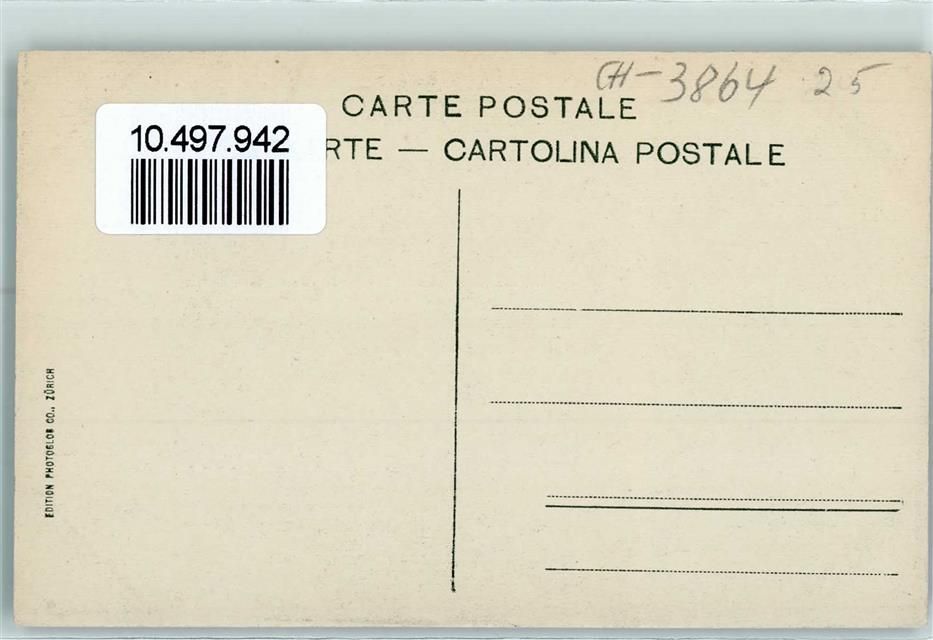 CH-3864 25
CARTE POSTALE
10.497.942
RTE — CARTOLINA POSTALE
EDITION PHOTOGLOB CO., ZÜRICH